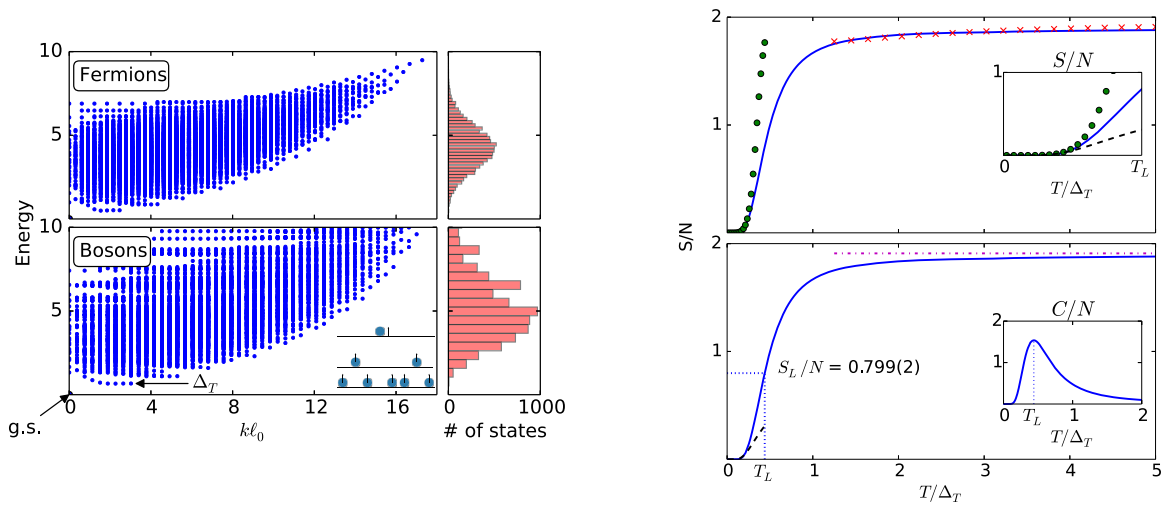 10
Fermions
5
Energy
10
Bosons
5
Δ_T
0
4
8
12
16
0
1000
g.s.
kℓ₀
# of states
2
1
S/N
1
0
T_L
T/Δ_T
S/N
2
1
S_L/N = 0.799(2)
C/N
2
1
0
T_L
1
2
T/Δ_T
0
T_L
1
2
3
4
5
T/Δ_T